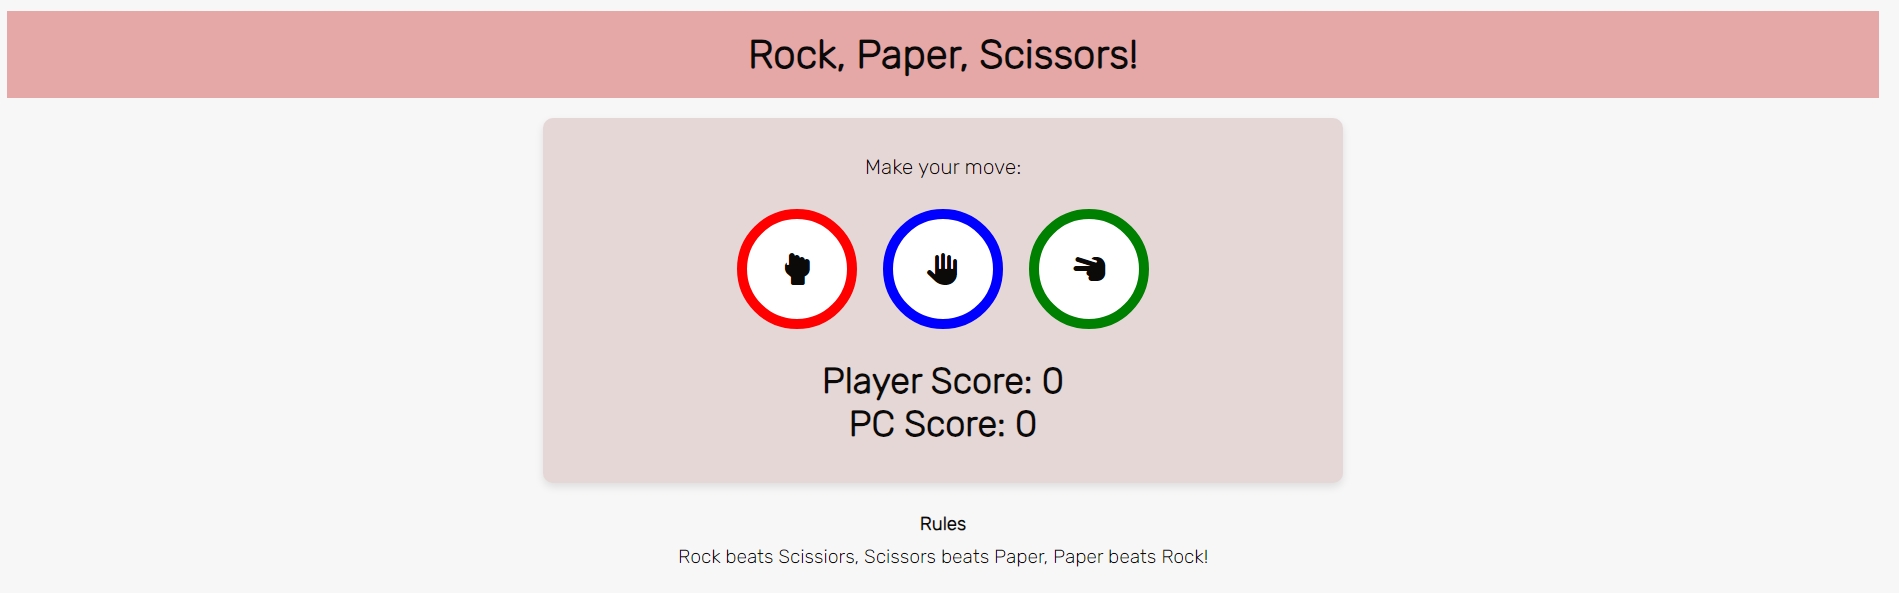 Rock, Paper, Scissors!
Make your move:
Player Score: 0
PC Score: 0
Rules
Rock beats Scissiors, Scissors beats Paper, Paper beats Rock!